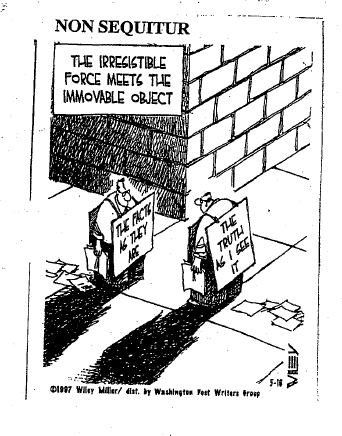 NON SEQUITUR
THE IRRESISTIBLE
FORCE MEETS THE
IMMOVABLE OBJECT
THE FACTS
AS THEY
ARE
THE
TRUTH
AS I SEE
IT
5-16
WILEY
©1997 Wiley Miller/ dist. by Washington Post Writers Group